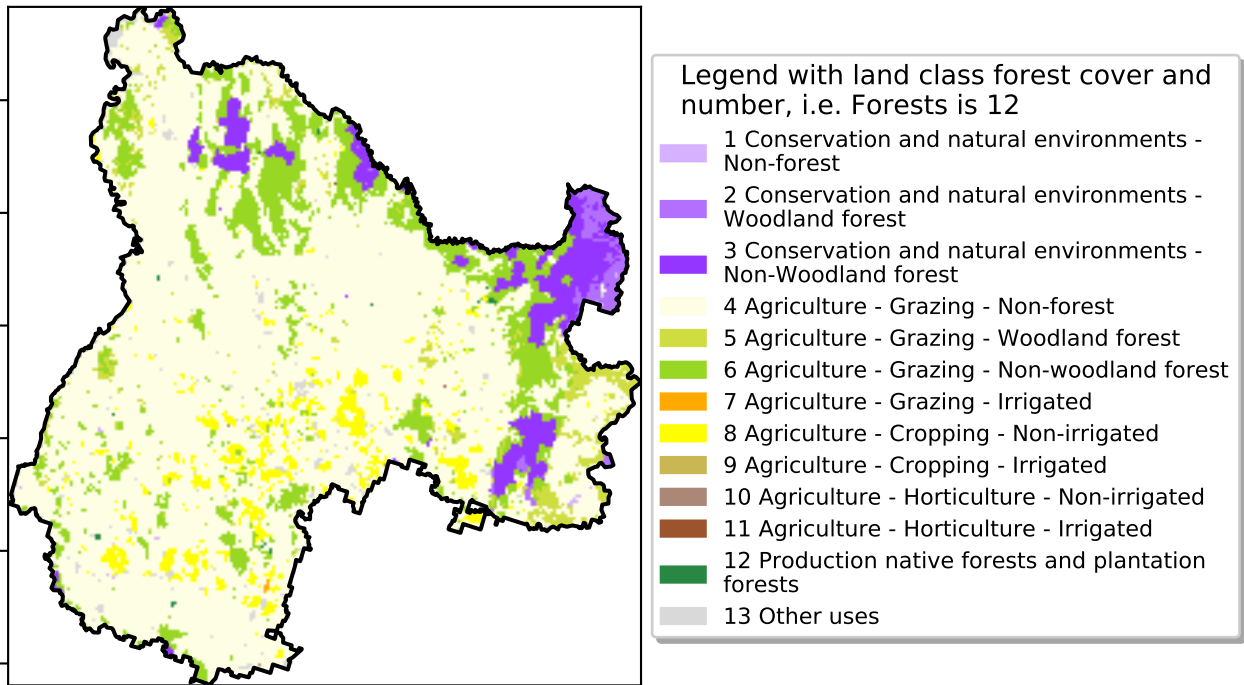 Legend with land class forest cover and
number, i.e. Forests is 12
1 Conservation and natural environments -
Non-forest
2 Conservation and natural environments -
Woodland forest
3 Conservation and natural environments -
Non-Woodland forest
4 Agriculture - Grazing - Non-forest
5 Agriculture - Grazing - Woodland forest
6 Agriculture - Grazing - Non-woodland forest
7 Agriculture - Grazing - Irrigated
8 Agriculture - Cropping - Non-irrigated
9 Agriculture - Cropping - Irrigated
10 Agriculture - Horticulture - Non-irrigated
11 Agriculture - Horticulture - Irrigated
12 Production native forests and plantation
forests
13 Other uses